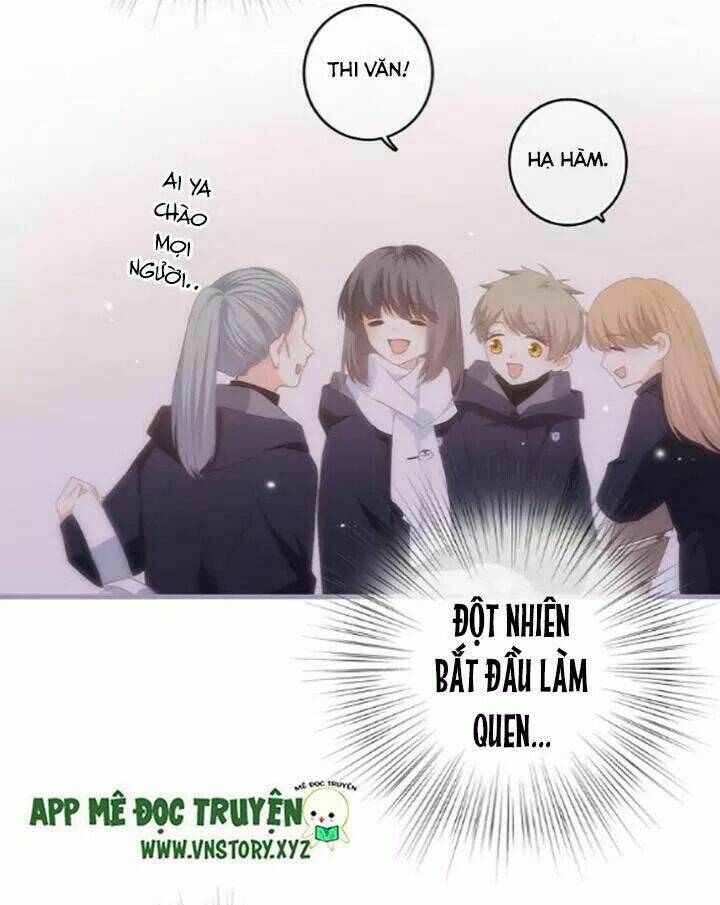 THI VĂN!
HẠ HÀM.
AI YA
CHÀO
MỌI
NGƯỜI..
ĐỘT NHIÊN
BẮT ĐẦU LÀM
QUEN...
MÊ ĐỌC TRUYỆN
APP MÊ ĐỌC TRUYỆN
WWW.VNSTORY.XYZ